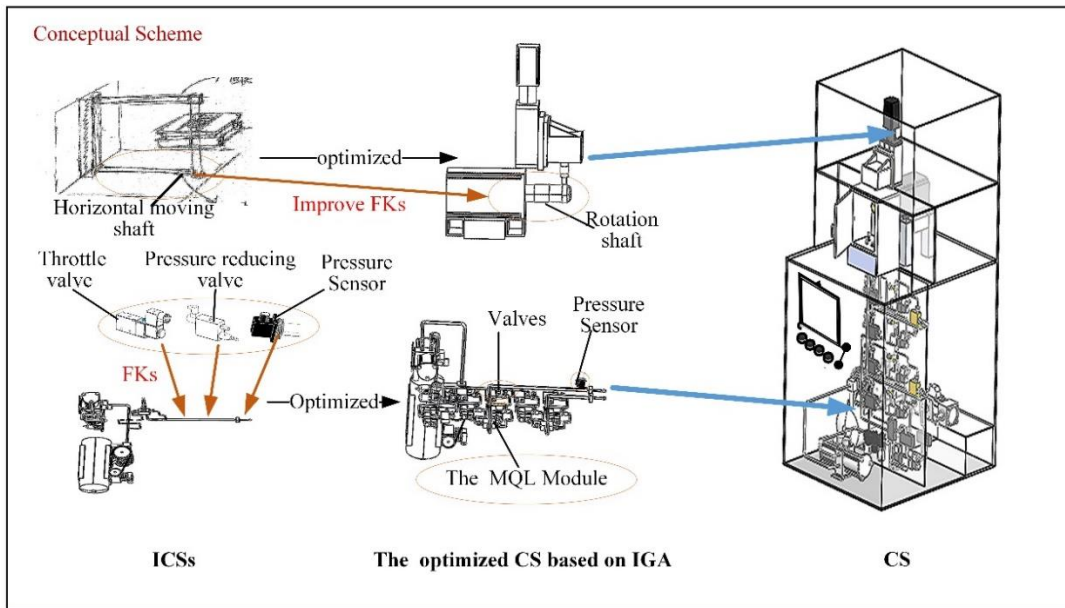 Conceptual Scheme
optimized
Improve FKs
Horizontal moving
shaft
Rotation
shaft
Throttle
valve
Pressure reducing
valve
Pressure
Sensor
FKs
Optimized
Valves
Pressure
Sensor
The MQL Module
ICSs
The optimized CS based on IGA
CS